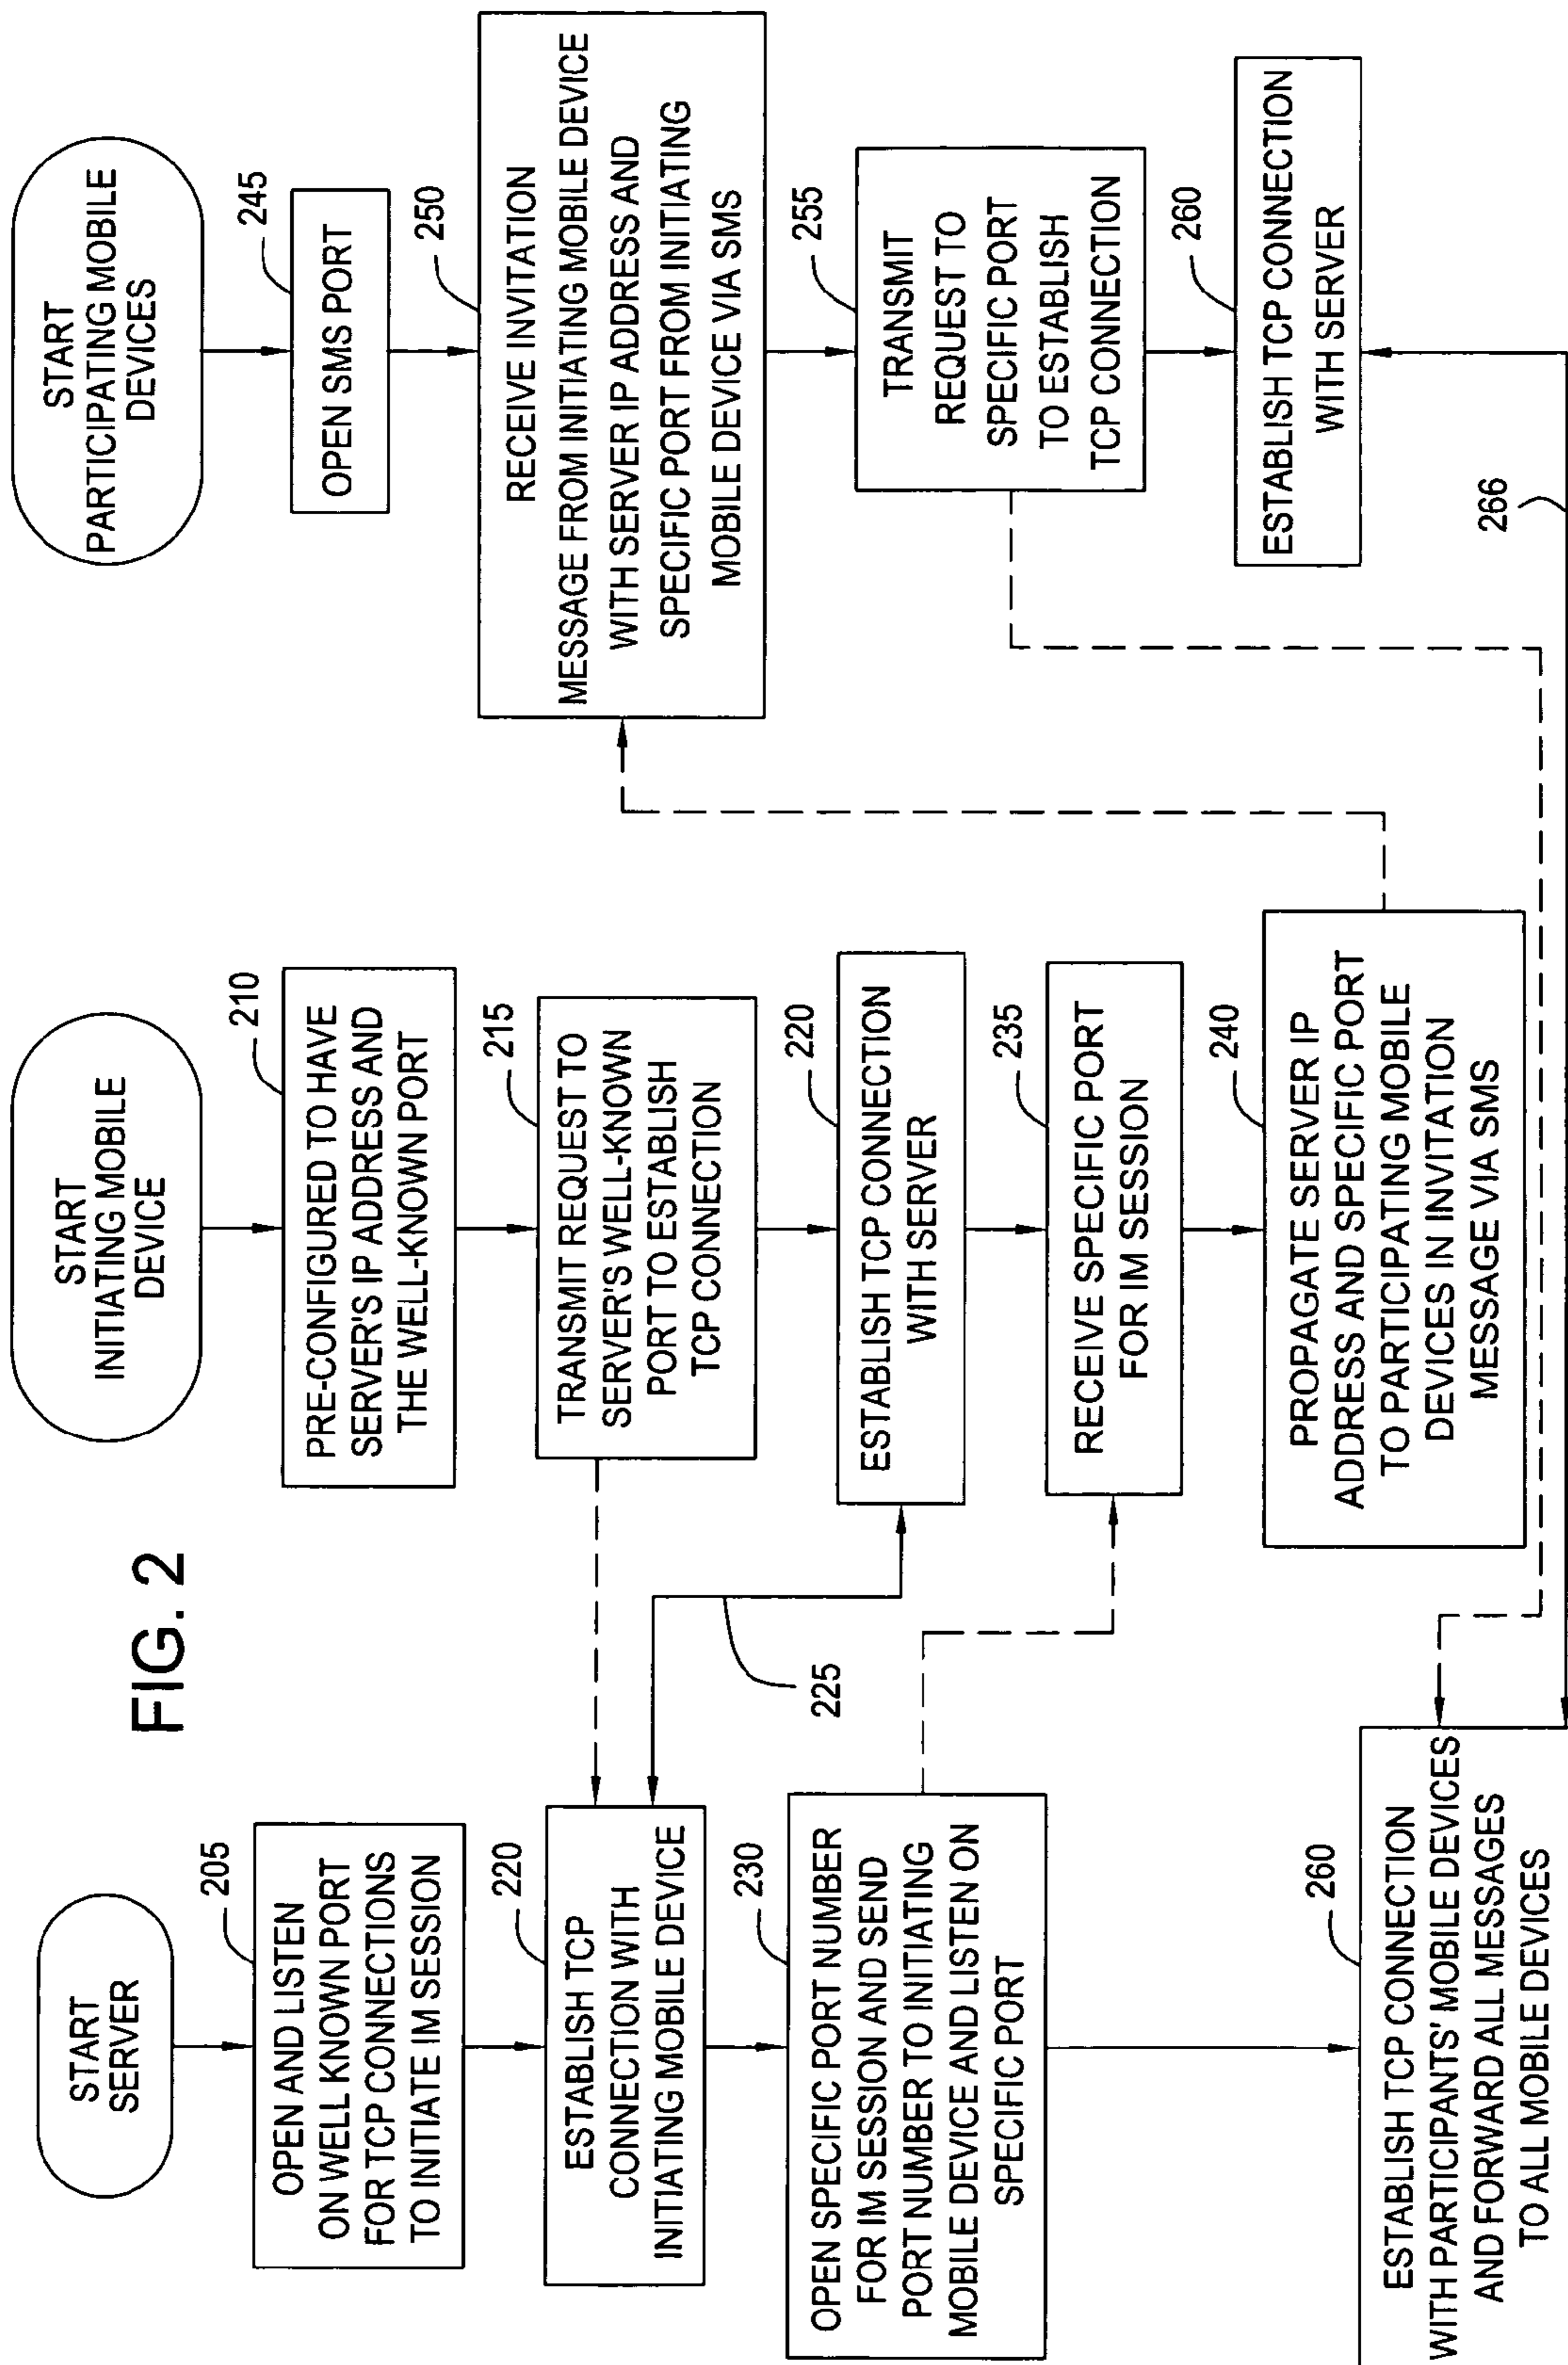 FIG. 2
START
SERVER
205
OPEN AND LISTEN
ON WELL KNOWN PORT
FOR TCP CONNECTIONS
TO INITIATE IM SESSION
220
ESTABLISH TCP
CONNECTION WITH
INITIATING MOBILE DEVICE
230
OPEN SPECIFIC PORT NUMBER
FOR IM SESSION AND SEND
PORT NUMBER TO INITIATING
MOBILE DEVICE AND LISTEN ON
SPECIFIC PORT
260
ESTABLISH TCP CONNECTION
WITH PARTICIPANTS' MOBILE DEVICES
AND FORWARD ALL MESSAGES
TO ALL MOBILE DEVICES
225
START
INITIATING MOBILE
DEVICE
210
PRE-CONFIGURED TO HAVE
SERVER'S IP ADDRESS AND
THE WELL-KNOWN PORT
215
TRANSMIT REQUEST TO
SERVER'S WELL-KNOWN
PORT TO ESTABLISH
TCP CONNECTION
220
ESTABLISH TCP CONNECTION
WITH SERVER
235
RECEIVE SPECIFIC PORT
FOR IM SESSION
240
PROPAGATE SERVER IP
ADDRESS AND SPECIFIC PORT
TO PARTICIPATING MOBILE
DEVICES IN INVITATION
MESSAGE VIA SMS
START
PARTICIPATING MOBILE
DEVICES
245
OPEN SMS PORT
250
RECEIVE INVITATION
MESSAGE FROM INITIATING MOBILE DEVICE
WITH SERVER IP ADDRESS AND
SPECIFIC PORT FROM INITIATING
MOBILE DEVICE VIA SMS
255
TRANSMIT
REQUEST TO
SPECIFIC PORT
TO ESTABLISH
TCP CONNECTION
260
ESTABLISH TCP CONNECTION
WITH SERVER
266